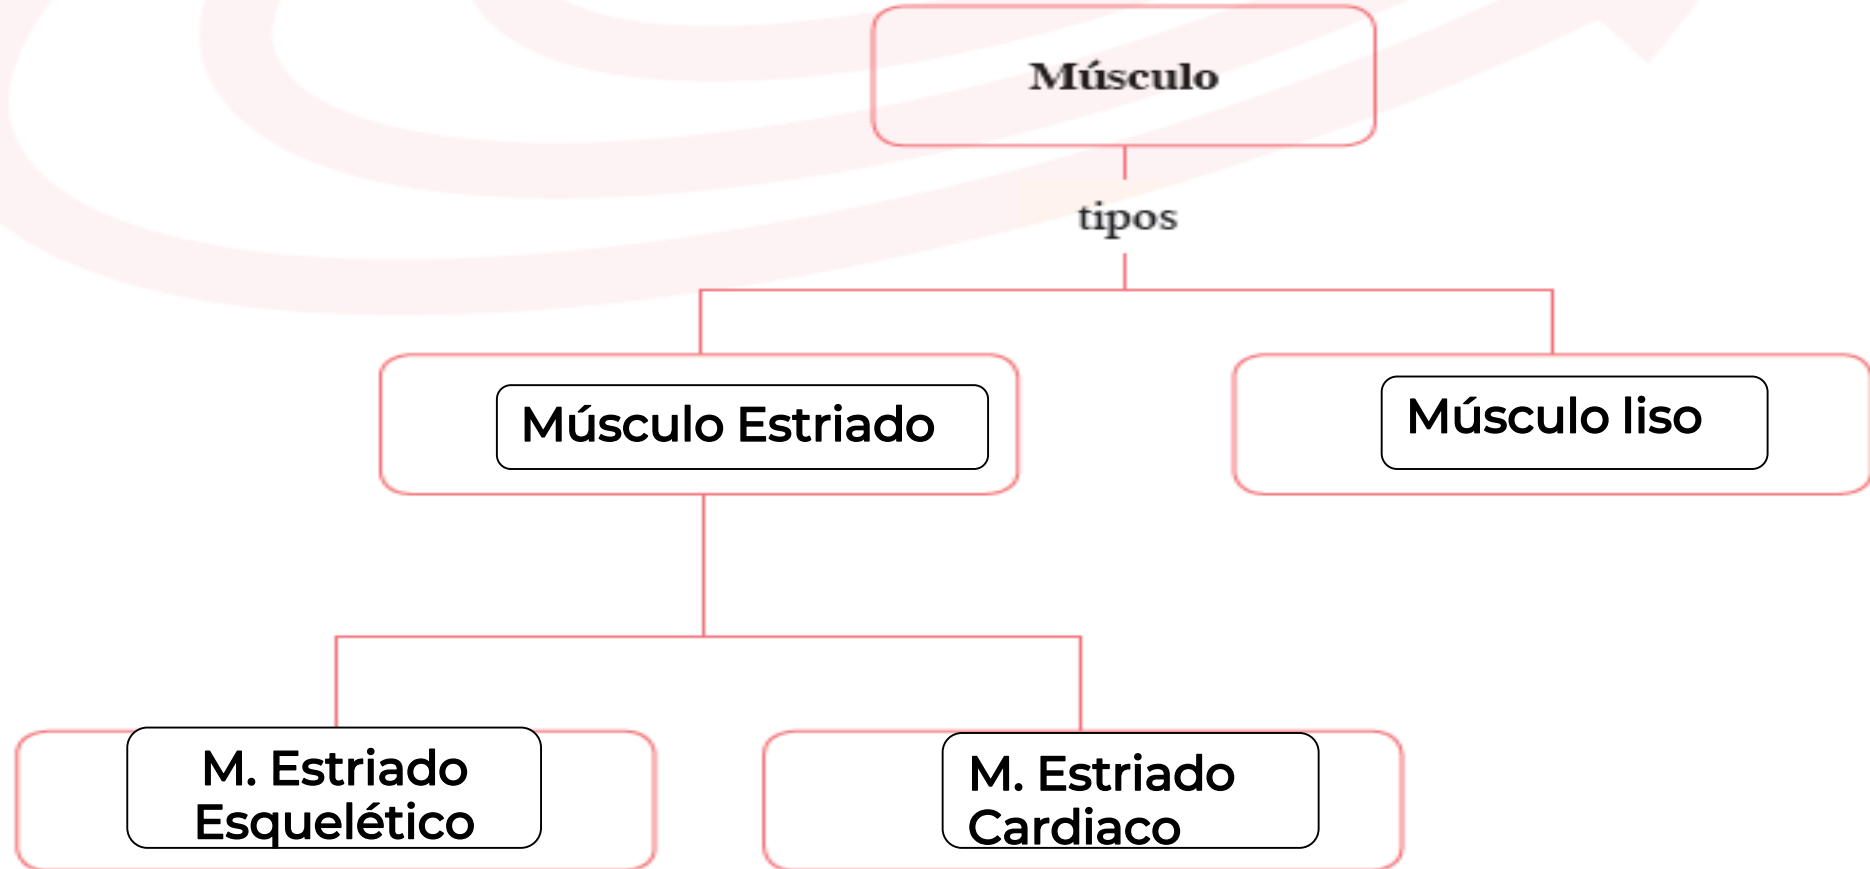 Músculo
tipos
Músculo Estriado
Músculo liso
M. Estriado
Esquelético
M. Estriado
Cardiaco